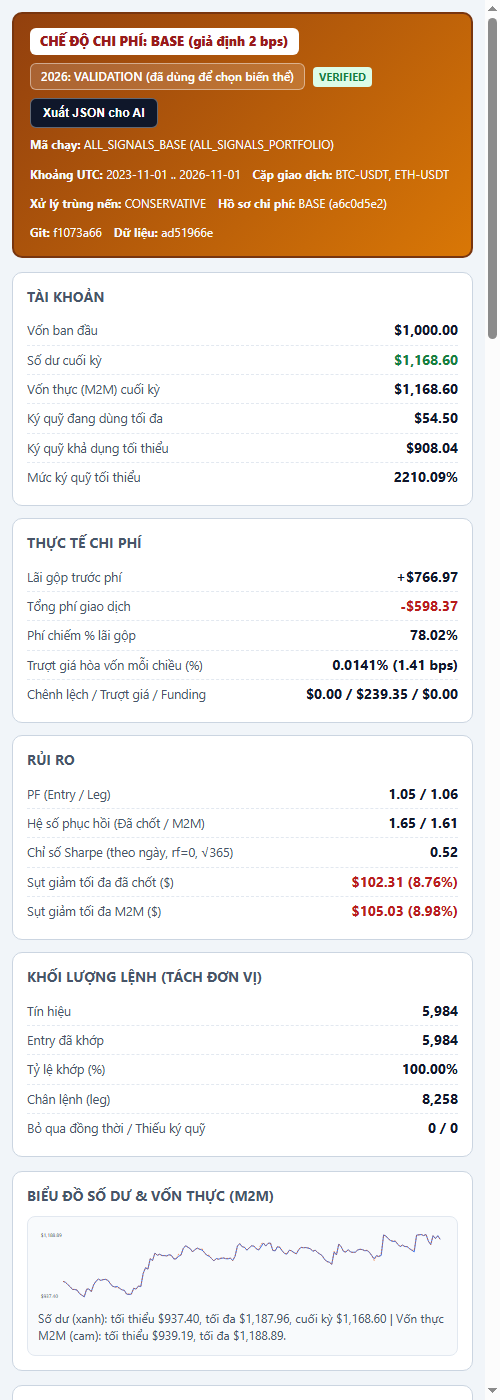 CHẾ ĐỘ CHI PHÍ: BASE (giả định 2 bps)
2026: VALIDATION (đã dùng để chọn biến thể) VERIFIED
Xuất JSON cho AI
Mã chạy: ALL_SIGNALS_BASE (ALL_SIGNALS_PORTFOLIO)
Khoảng UTC: 2023-11-01 .. 2026-11-01 Cặp giao dịch: BTC-USDT, ETH-USDT
Xử lý trùng nến: CONSERVATIVE Hồ sơ chi phí: BASE (a6c0d5e2)
Git: f1073a66 Dữ liệu: ad51966e
TÀI KHOẢN
Vốn ban đầu $1,000.00
Số dư cuối kỳ $1,168.60
Vốn thực (M2M) cuối kỳ $1,168.60
Ký quỹ đang dùng tối đa $54.50
Ký quỹ khả dụng tối thiểu $908.04
Mức ký quỹ tối thiểu 2210.09%
THỰC TẾ CHI PHÍ
Lãi gộp trước phí +$766.97
Tổng phí giao dịch -$598.37
Phí chiếm % lãi gộp 78.02%
Trượt giá hòa vốn mỗi chiều (%) 0.0141% (1.41 bps)
Chênh lệch / Trượt giá / Funding $0.00 / $239.35 / $0.00
RỦI RO
PF (Entry / Leg) 1.05 / 1.06
Hệ số phục hồi (Đã chốt / M2M) 1.65 / 1.61
Chỉ số Sharpe (theo ngày, rf=0, √365) 0.52
Sụt giảm tối đa đã chốt ($) $102.31 (8.76%)
Sụt giảm tối đa M2M ($) $105.03 (8.98%)
KHỐI LƯỢNG LỆNH (TÁCH ĐƠN VỊ)
Tín hiệu 5,984
Entry đã khớp 5,984
Tỷ lệ khớp (%) 100.00%
Chân lệnh (leg) 8,258
Bỏ qua đồng thời / Thiếu ký quỹ 0 / 0
BIỂU ĐỒ SỐ DƯ & VỐN THỰC (M2M)
$1,188.89
$937.40
Số dư (xanh): tối thiểu $937.40, tối đa $1,187.96, cuối kỳ $1,168.60 | Vốn thực
M2M (cam): tối thiểu $939.19, tối đa $1,188.89.